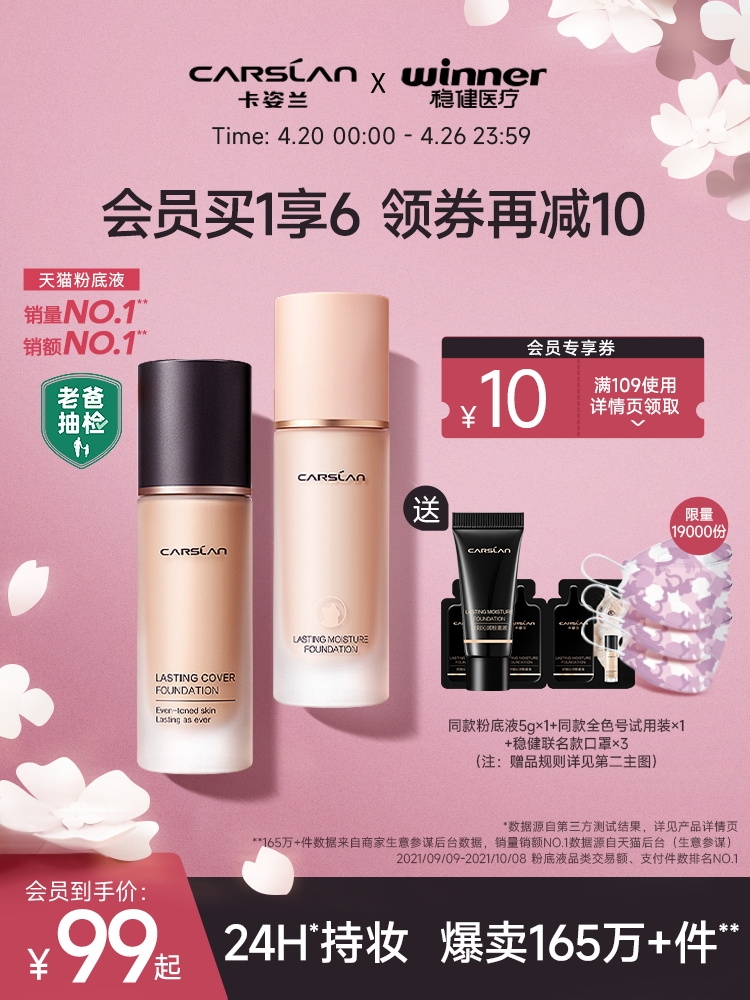 CARSLAN X winner
卡姿兰 稳健医疗
Time: 4.20 00:00 - 4.26 23:59
会员买1享6 领券再减10
天猫粉底液
销量NO.1**
销额NO.1**
老爸
抽检
会员专享券
¥10
满109使用
详情页领取
CARSLAN
LASTING MOISTURE
FOUNDATION
CARSLAN
LASTING COVER
FOUNDATION
Even-toned skin
Lasting as ever
送
限量
19000份
CARSLAN
LASTING MOISTURE
FOUNDATION
同款粉底液5g×1+同款全色号试用装×1
+稳健联名款口罩×3
(注：赠品规则详见第二主图)
*数据源自第三方测试结果，详见产品详情页
**165万+件数据来自商家生意参谋后台数据，销量销额NO.1数据源自天猫后台（生意参谋）
2021/09/09-2021/10/08 粉底液品类交易额、支付件数排名NO.1
会员到手价：
¥99起
24H*持妆 爆卖165万+件**